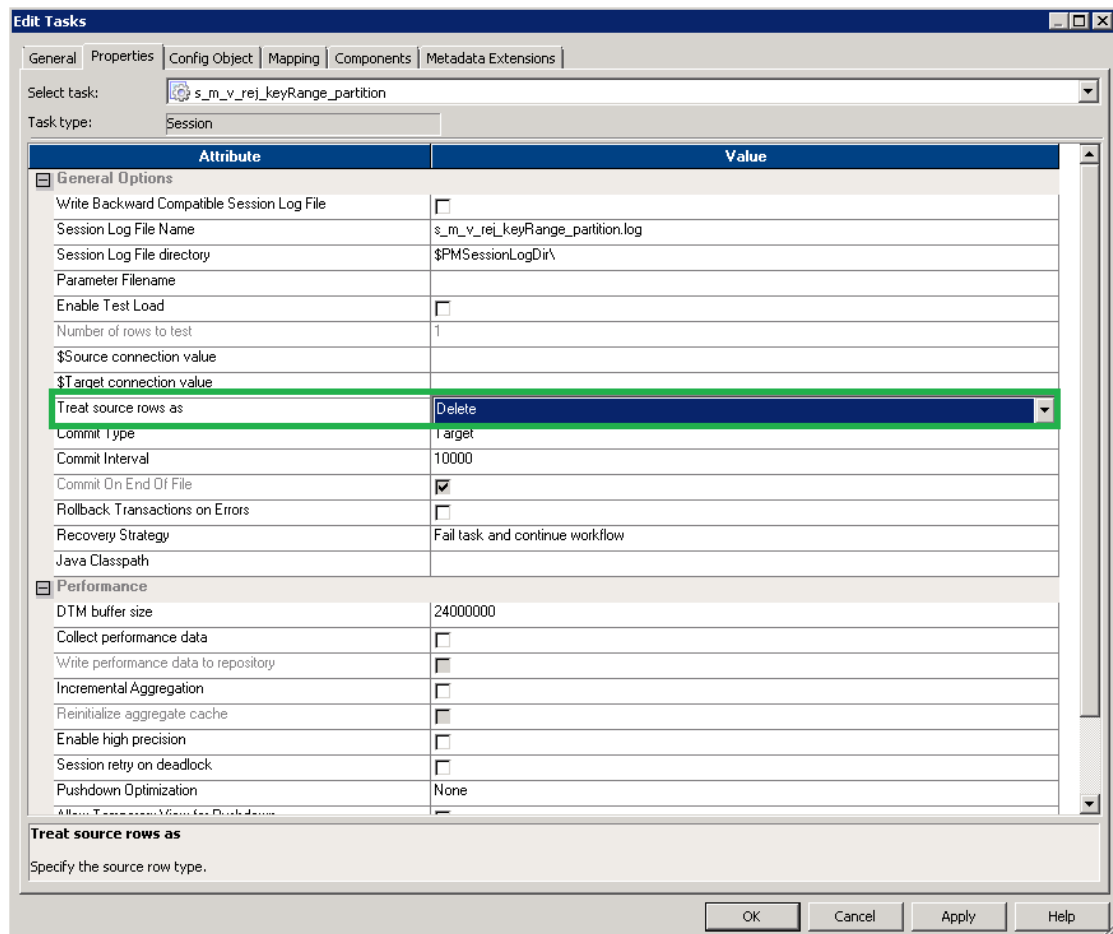 Edit Tasks
General Properties Config Object Mapping Components Metadata Extensions
Select task: s_m_v_rej_keyRange_partition
Task type: Session
Attribute Value
General Options
Write Backward Compatible Session Log File
Session Log File Name s_m_v_rej_keyRange_partition.log
Session Log File directory $PMSessionLogDir\
Parameter Filename
Enable Test Load
Number of rows to test 1
$Source connection value
$Target connection value
Treat source rows as Delete
Commit Type Target
Commit Interval 10000
Commit On End Of File
Rollback Transactions on Errors
Recovery Strategy Fail task and continue workflow
Java Classpath
Performance
DTM buffer size 24000000
Collect performance data
Write performance data to repository
Incremental Aggregation
Reinitialize aggregate cache
Enable high precision
Session retry on deadlock
Pushdown Optimization None
Allow Temporary View for Pushdown
Treat source rows as
Specify the source row type.
OK Cancel Apply Help